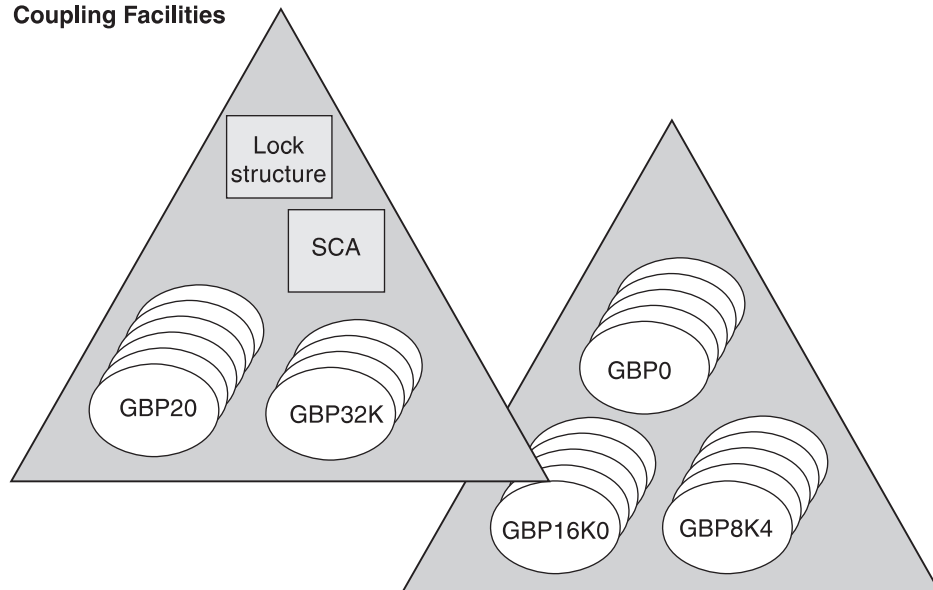 Coupling Facilities
Lock
structure
SCA
GBP20
GBP32K
GBP0
GBP16K0
GBP8K4